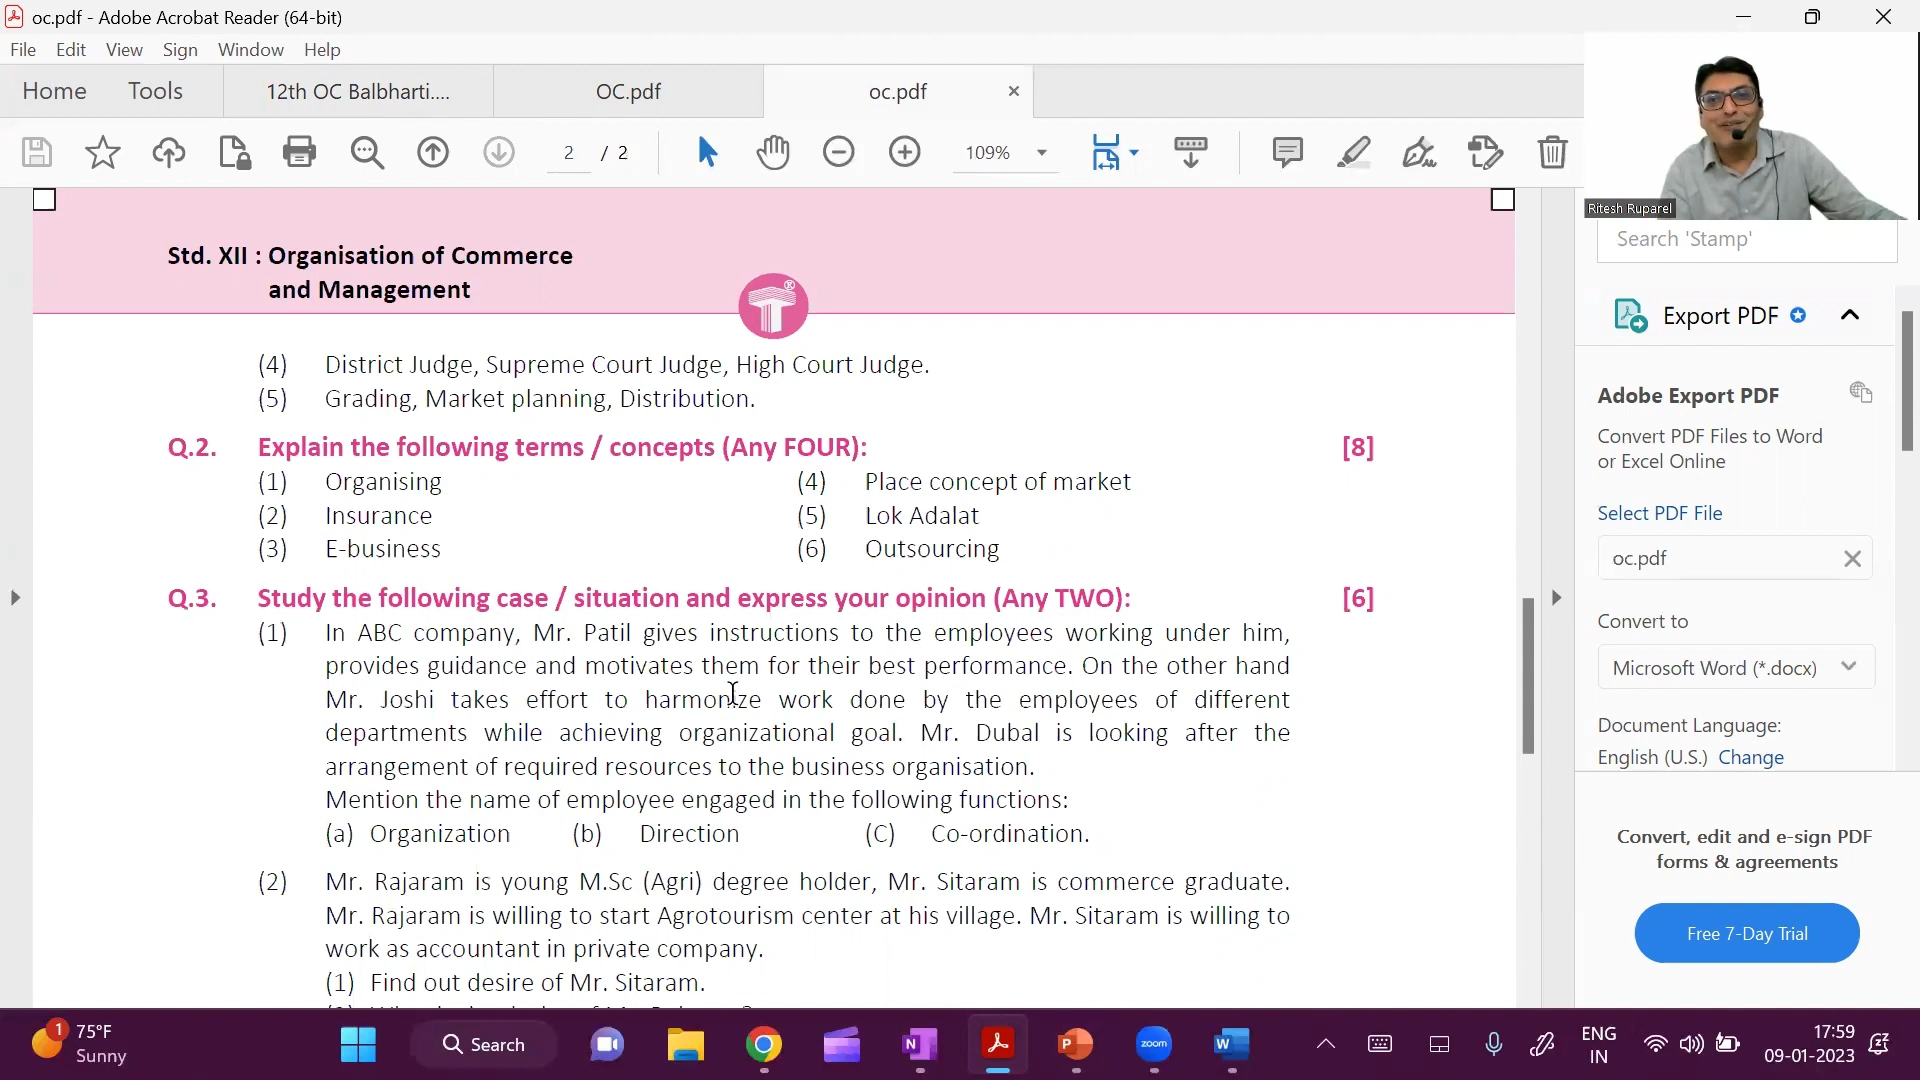 oc.pdf - Adobe Acrobat Reader (64-bit)
File Edit View Sign Window Help
Home Tools 12th OC Balbharti.... OC.pdf oc.pdf
2 / 2 109%
Ritesh Ruparel
Search 'Stamp'
Std. XII : Organisation of Commerce
and Management
T ®
(4) District Judge, Supreme Court Judge, High Court Judge.
(5) Grading, Market planning, Distribution.
Q.2. Explain the following terms / concepts (Any FOUR): [8]
(1) Organising (4) Place concept of market
(2) Insurance (5) Lok Adalat
(3) E-business (6) Outsourcing
Q.3. Study the following case / situation and express your opinion (Any TWO): [6]
(1) In ABC company, Mr. Patil gives instructions to the employees working under him,
provides guidance and motivates them for their best performance. On the other hand
Mr. Joshi takes effort to harmonize work done by the employees of different
departments while achieving organizational goal. Mr. Dubal is looking after the
arrangement of required resources to the business organisation.
Mention the name of employee engaged in the following functions:
(a) Organization (b) Direction (C) Co-ordination.
(2) Mr. Rajaram is young M.Sc (Agri) degree holder, Mr. Sitaram is commerce graduate.
Mr. Rajaram is willing to start Agrotourism center at his village. Mr. Sitaram is willing to
work as accountant in private company.
(1) Find out desire of Mr. Sitaram.
Export PDF
Adobe Export PDF
Convert PDF Files to Word
or Excel Online
Select PDF File
oc.pdf
Convert to
Microsoft Word (*.docx)
Document Language:
English (U.S.) Change
Convert, edit and e-sign PDF
forms & agreements
Free 7-Day Trial
1 75°F
Sunny
Search
N P zoom W
ENG
IN
17:59
09-01-2023